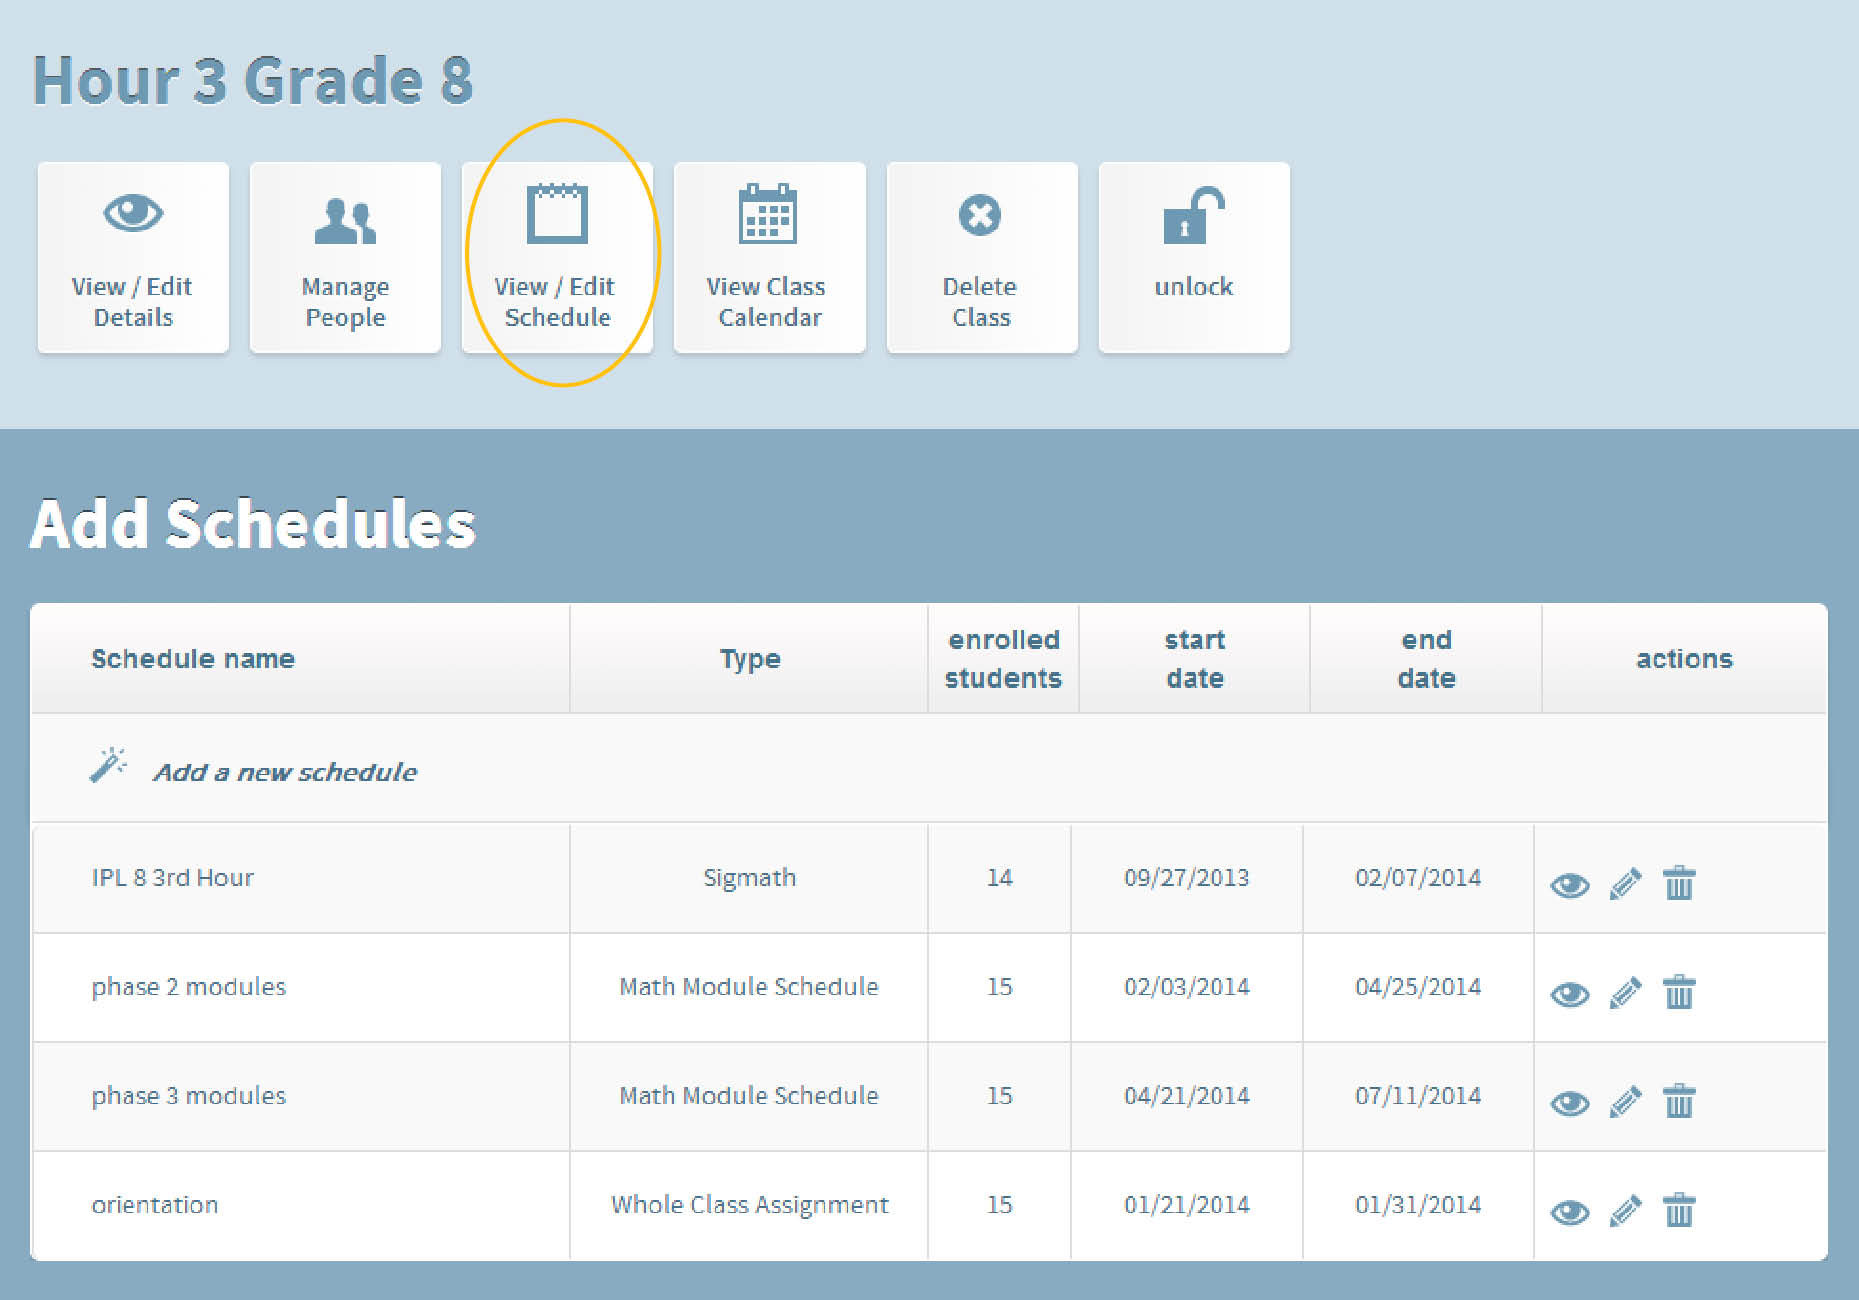 Hour 3 Grade 8
View / Edit
Details
Manage
People
View / Edit
Schedule
View Class
Calendar
Delete
Class
unlock
Add Schedules
Schedule name
Type
enrolled
students
start
date
end
date
actions
Add a new schedule
IPL 8 3rd Hour Sigmath 14 09/27/2013 02/07/2014
phase 2 modules Math Module Schedule 15 02/03/2014 04/25/2014
phase 3 modules Math Module Schedule 15 04/21/2014 07/11/2014
orientation Whole Class Assignment 15 01/21/2014 01/31/2014